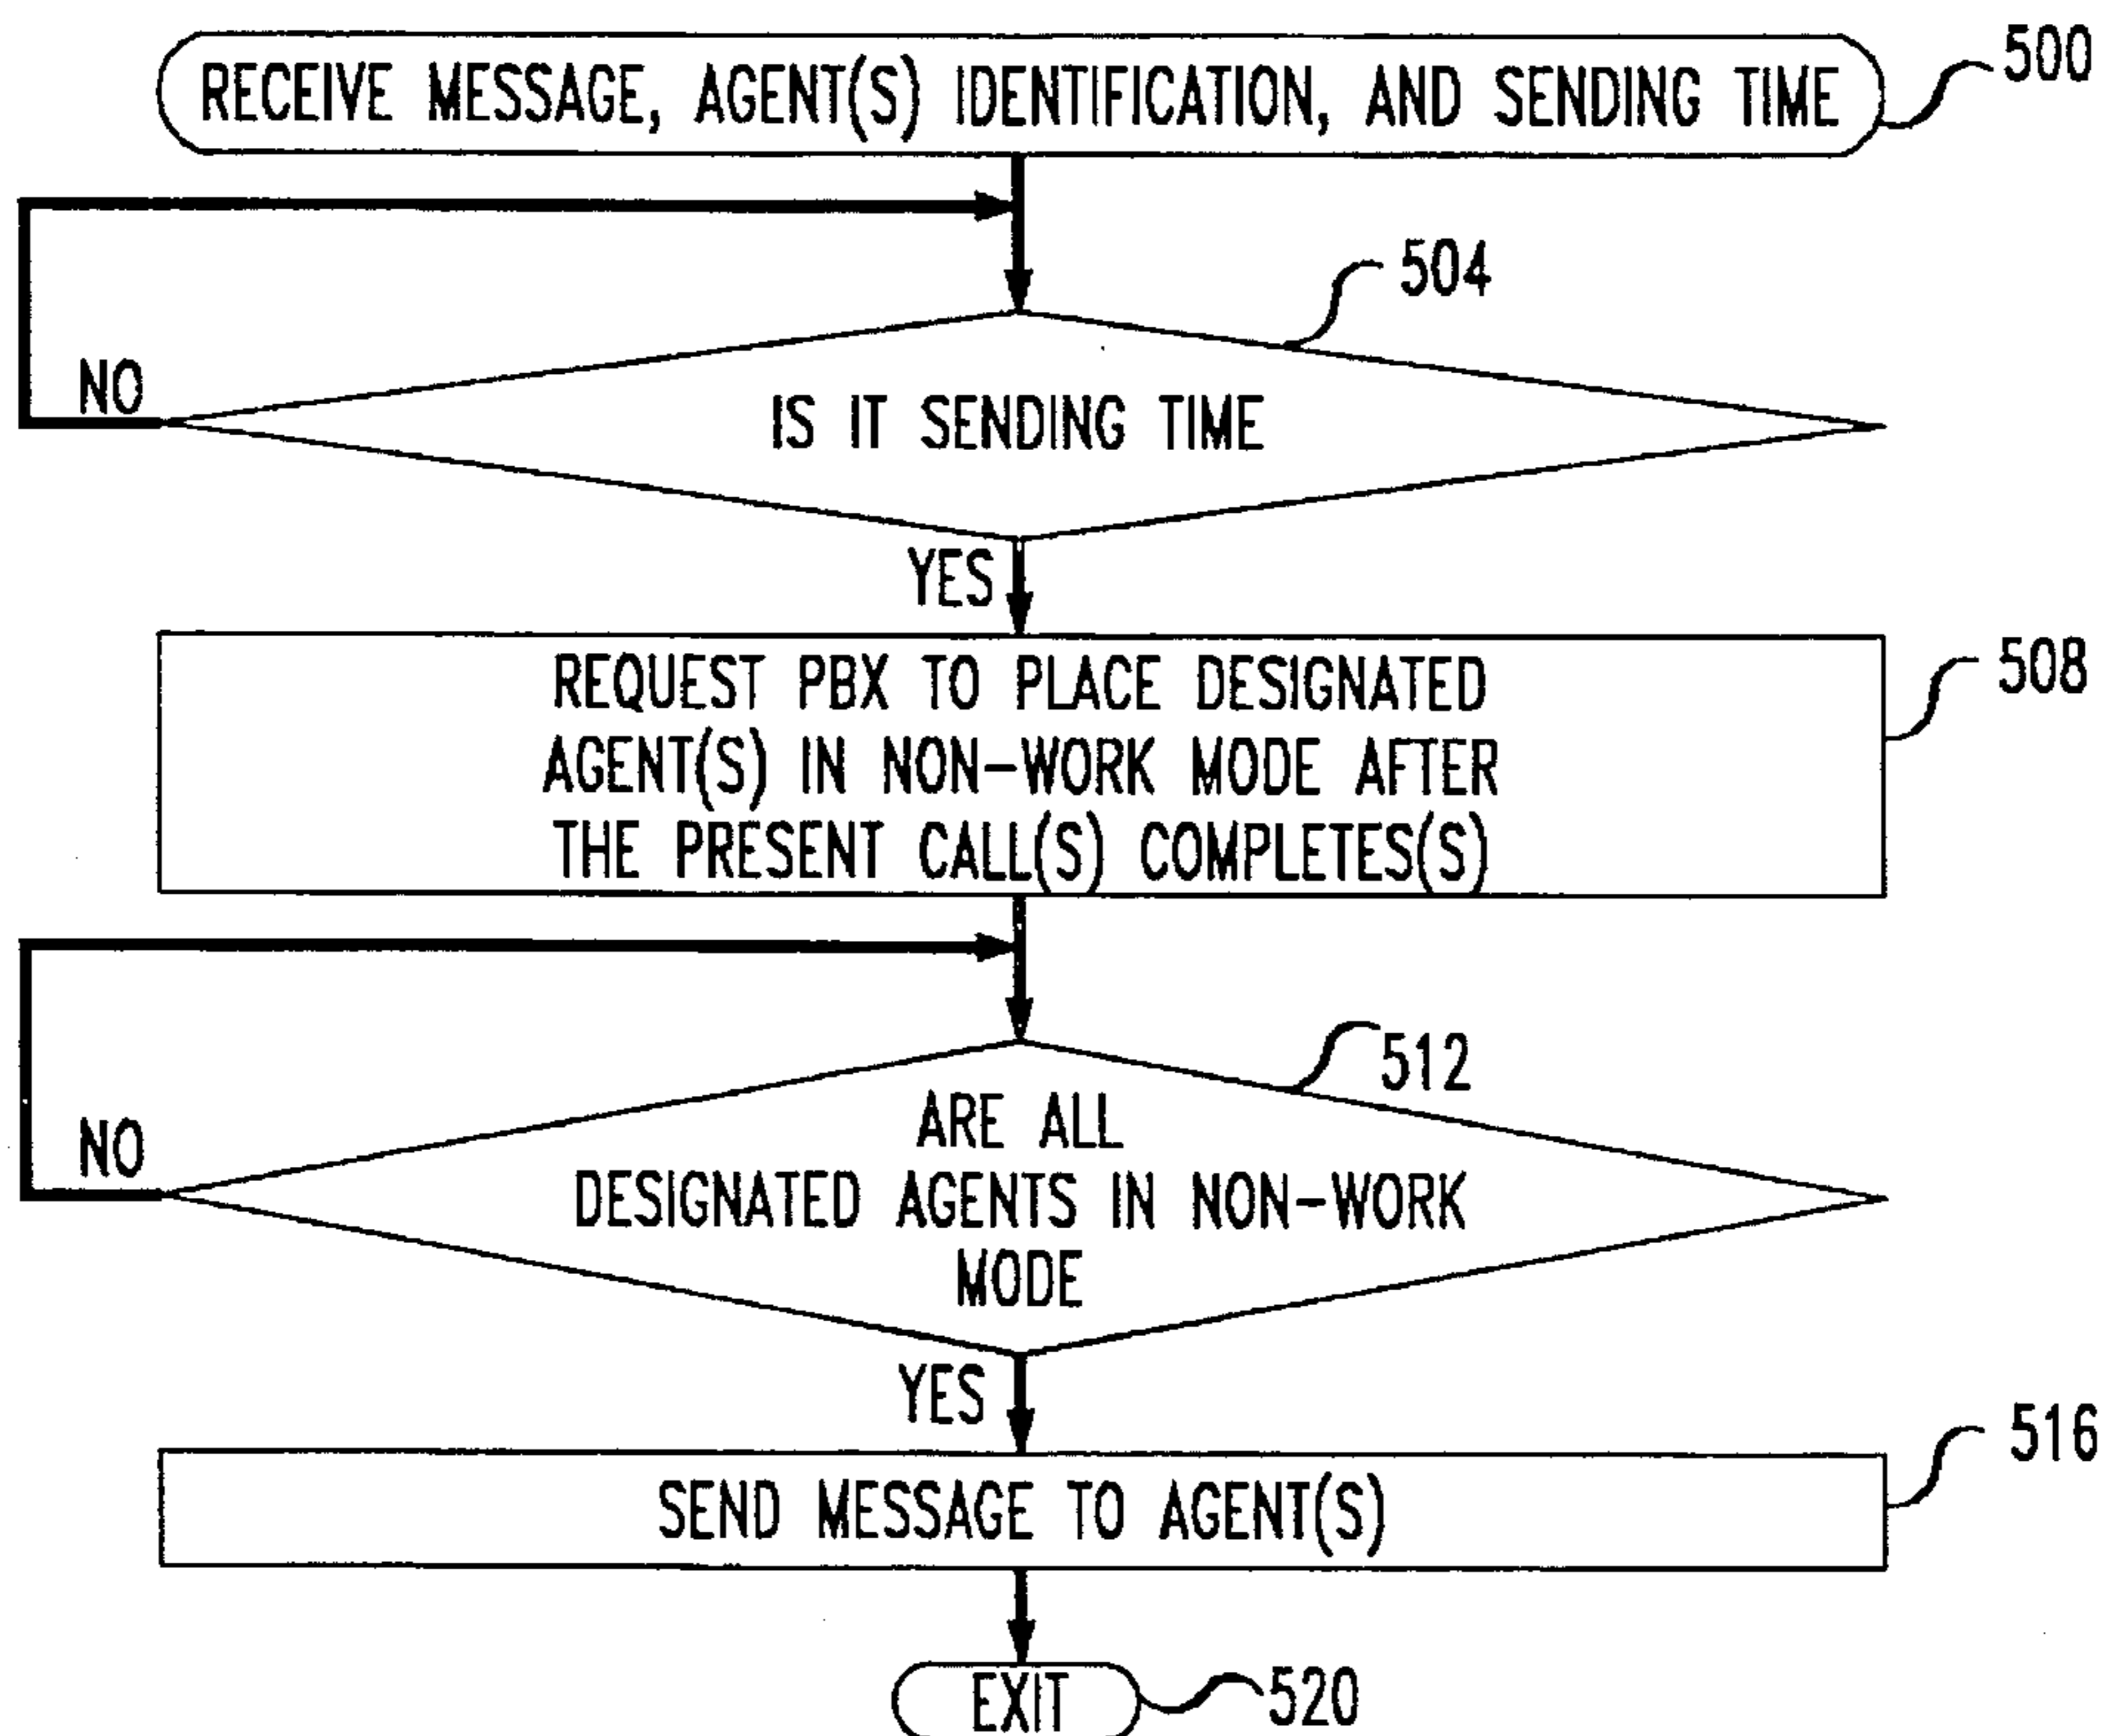 RECEIVE MESSAGE, AGENT(S) IDENTIFICATION, AND SENDING TIME
500
504
NO
IS IT SENDING TIME
YES
REQUEST PBX TO PLACE DESIGNATED
AGENT(S) IN NON-WORK MODE AFTER
THE PRESENT CALL(S) COMPLETES(S)
508
512
ARE ALL
NO
DESIGNATED AGENTS IN NON-WORK
MODE
YES
516
SEND MESSAGE TO AGENT(S)
EXIT
520